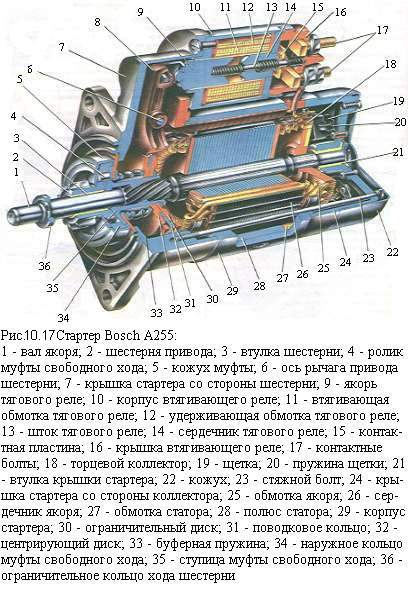 9 10 11 12 13 14 15 16
8
7 17
6 18
5 19
4 20
3 21
2
1
36 22
35 23
34 33 32 31 30 29 28 27 26 25 24
Рис.10.17Стартер Bosch A255:
1 - вал якоря; 2 - шестерня привода; 3 - втулка шестерни; 4 - ролик
муфты свободного хода; 5 - кожух муфты; 6 - ось рычага привода
шестерни; 7 - крышка стартера со стороны шестерни; 9 - якорь
тягового реле; 10 - корпус втягивающего реле; 11 - втягивающая
обмотка тягового реле; 12 - удерживающая обмотка тягового реле;
13 - шток тягового реле; 14 - сердечник тягового реле; 15 - контак-
тная пластина; 16 - крышка втягивающего реле; 17 - контактные
болты; 18 - торцевой коллектор; 19 - щетка; 20 - пружина щетки; 21
- втулка крышки стартера; 22 - кожух; 23 - стяжной болт; 24 - кры-
шка стартера со стороны коллектора; 25 - обмотка якоря; 26 - сер-
дечник якоря; 27 - обмотка статора; 28 - полюс статора; 29 - корпус
стартера; 30 - ограничительный диск; 31 - поводковое кольцо; 32 -
центрирующий диск; 33 - буферная пружина; 34 - наружное кольцо
муфты свободного хода; 35 - ступица муфты свободного хода; 36 -
ограничительное кольцо хода шестерни